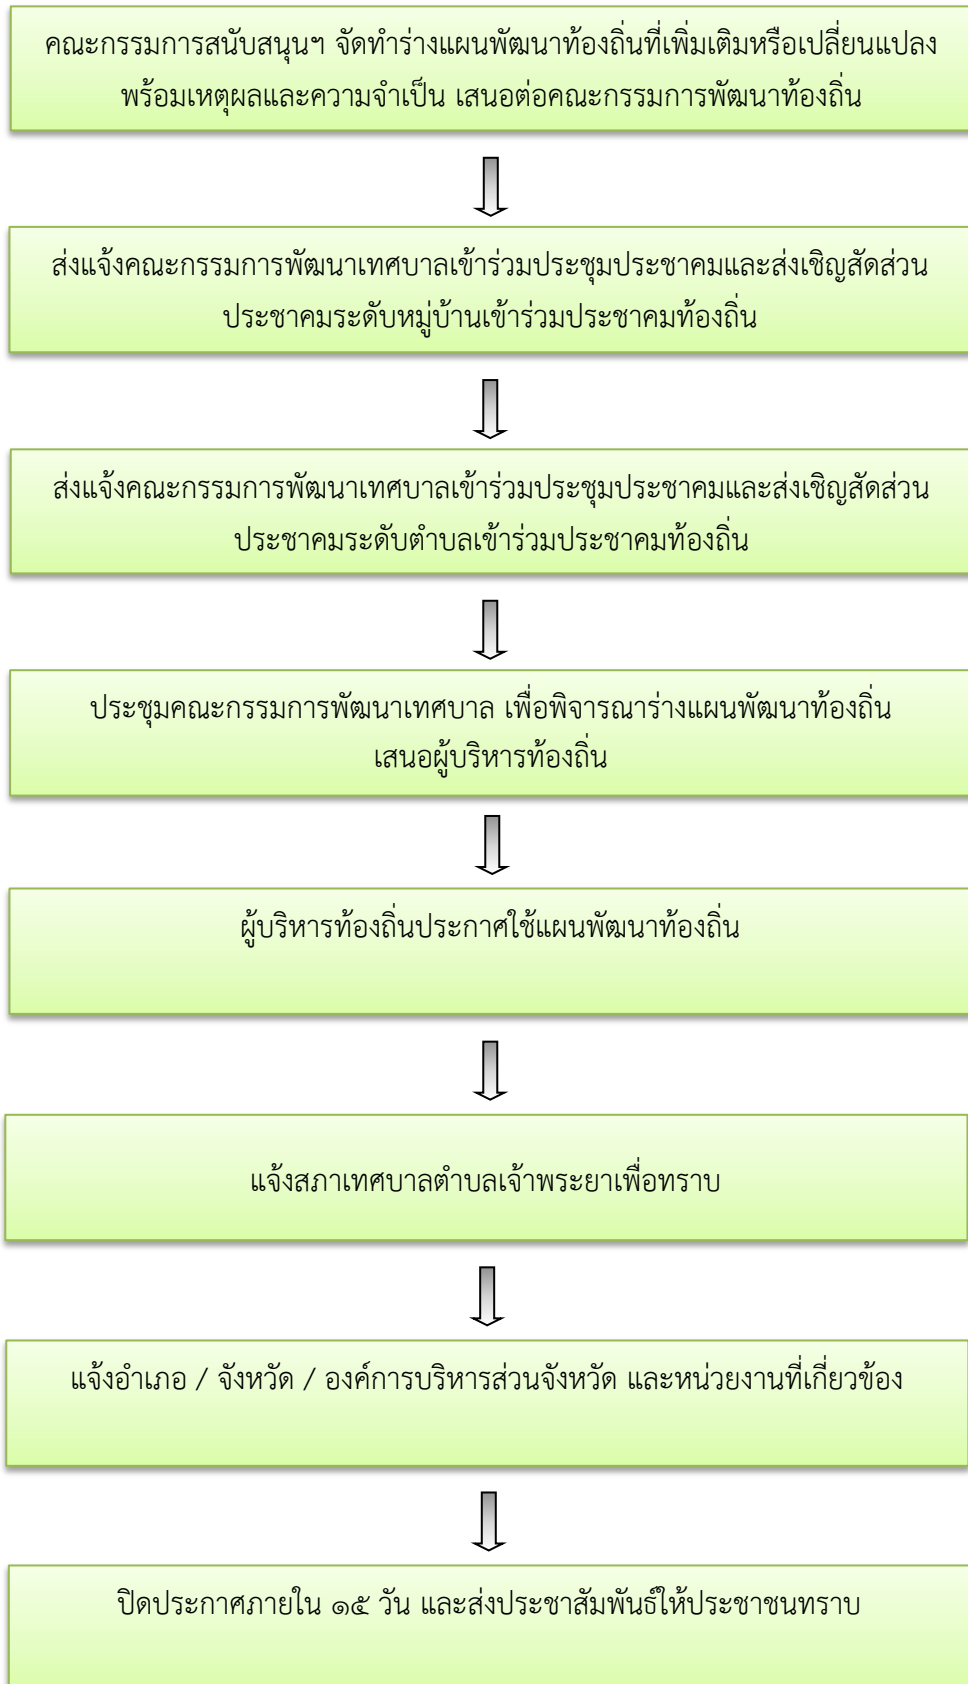 คณะกรรมการสนับสนุนฯ จัดทำร่างแผนพัฒนาท้องถิ่นที่เพิ่มเติมหรือเปลี่ยนแปลง
พร้อมเหตุผลและความจำเป็น เสนอต่อคณะกรรมการพัฒนาท้องถิ่น
ส่งแจ้งคณะกรรมการพัฒนาเทศบาลเข้าร่วมประชุมประชาคมและส่งเชิญสัดส่วน
ประชาคมระดับหมู่บ้านเข้าร่วมประชาคมท้องถิ่น
ส่งแจ้งคณะกรรมการพัฒนาเทศบาลเข้าร่วมประชุมประชาคมและส่งเชิญสัดส่วน
ประชาคมระดับตำบลเข้าร่วมประชาคมท้องถิ่น
ประชุมคณะกรรมการพัฒนาเทศบาล เพื่อพิจารณาร่างแผนพัฒนาท้องถิ่น
เสนอผู้บริหารท้องถิ่น
ผู้บริหารท้องถิ่นประกาศใช้แผนพัฒนาท้องถิ่น
แจ้งสภาเทศบาลตำบลเจ้าพระยาเพื่อทราบ
แจ้งอำเภอ / จังหวัด / องค์การบริหารส่วนจังหวัด และหน่วยงานที่เกี่ยวข้อง
ปิดประกาศภายใน ๑๕ วัน และส่งประชาสัมพันธ์ให้ประชาชนทราบ